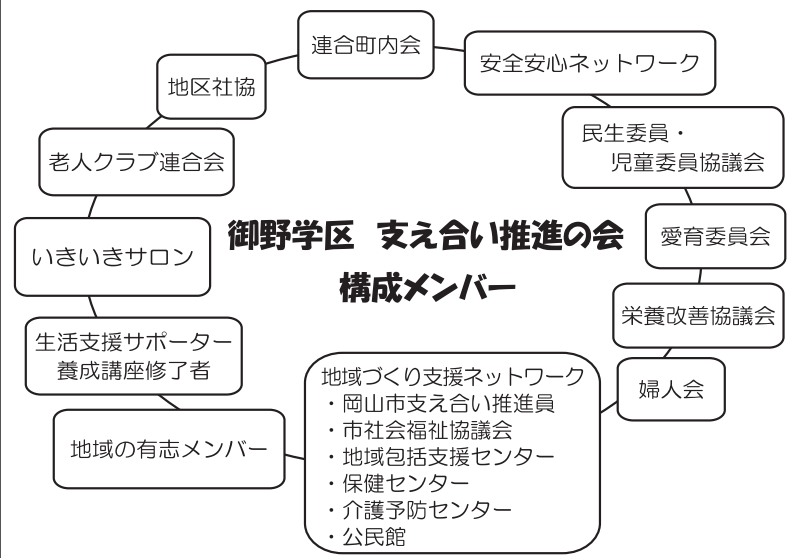 連合町内会
安全安心ネットワーク
民生委員・
児童委員協議会
愛育委員会
栄養改善協議会
婦人会
地域づくり支援ネットワーク
・岡山市支え合い推進員
・市社会福祉協議会
・地域包括支援センター
・保健センター
・介護予防センター
・公民館
地域の有志メンバー
生活支援サポーター
養成講座修了者
いきいきサロン
老人クラブ連合会
地区社協
御野学区 支え合い推進の会
構成メンバー